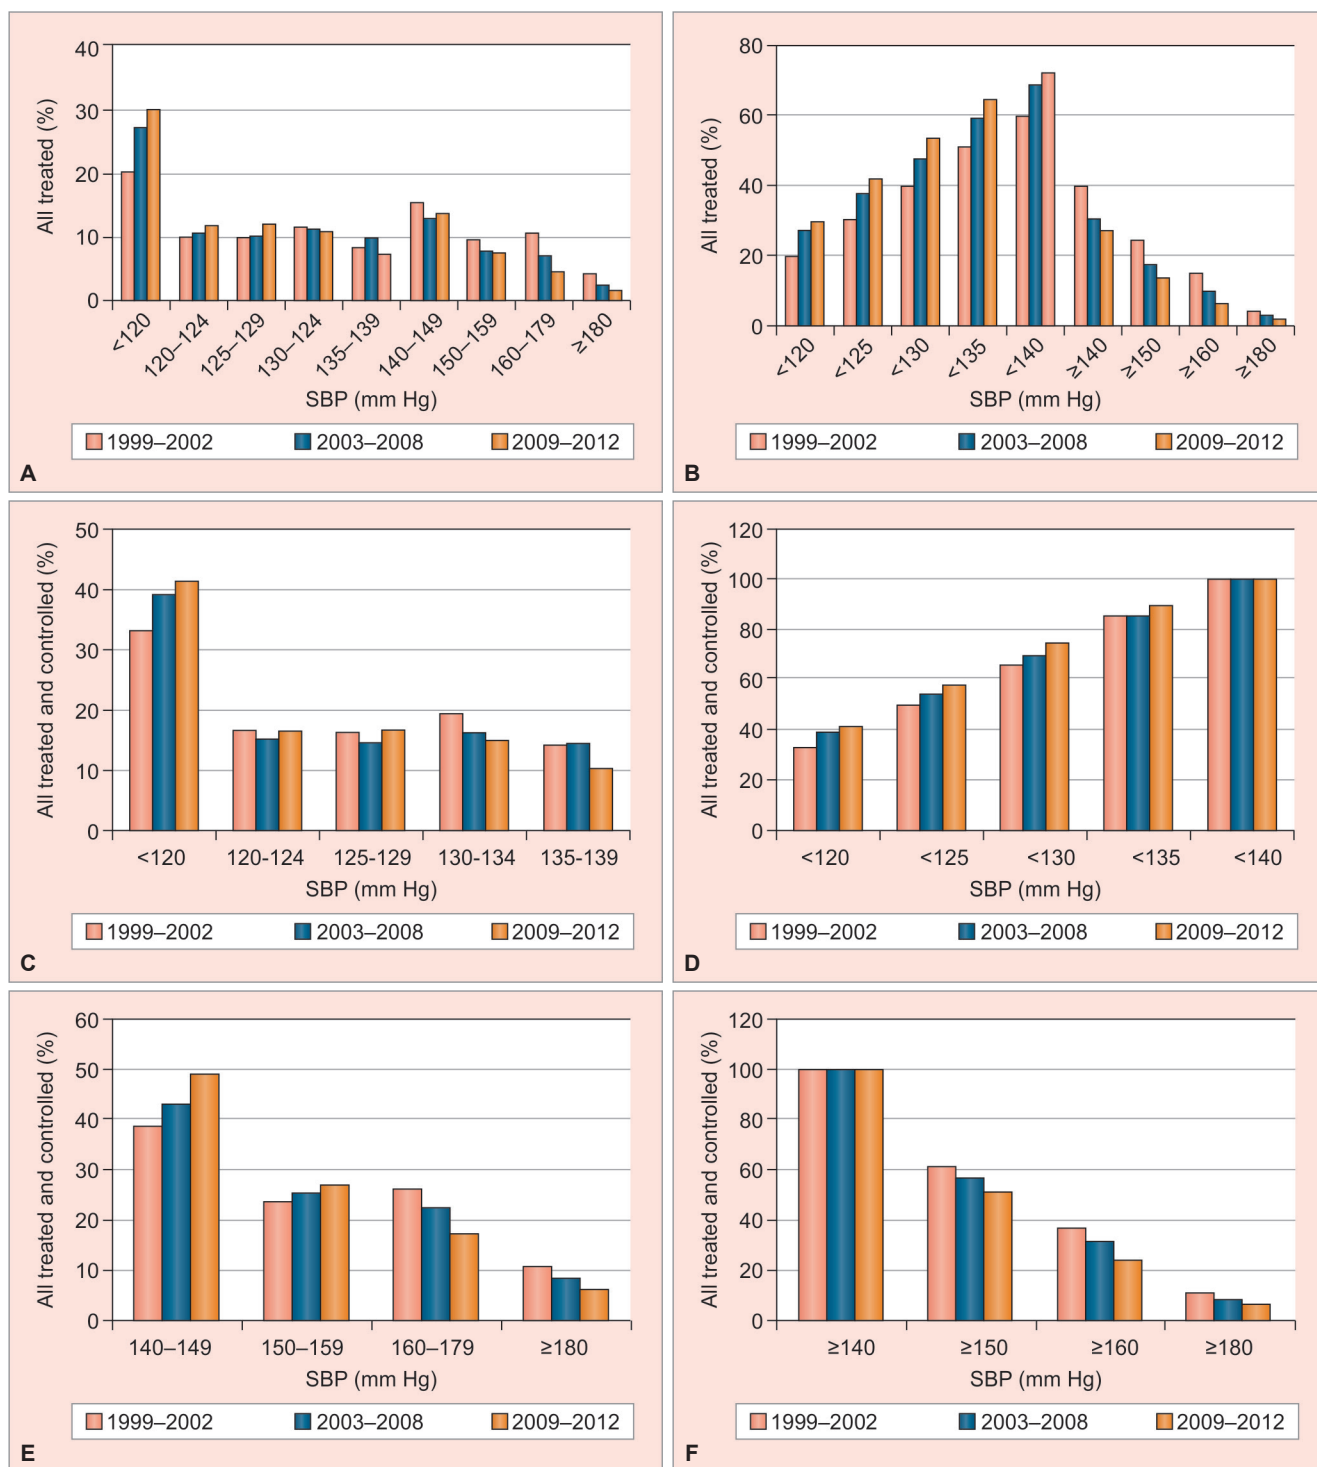 40
30
20
10
0
All treated (%)
<120
120–124
125–129
130–124
135–139
140–149
150–159
160–179
≥180
SBP (mm Hg)
1999–2002 2003–2008 2009–2012
A
80
60
40
20
0
All treated (%)
<120
<125
<130
<135
<140
≥140
≥150
≥160
≥180
SBP (mm Hg)
1999–2002 2003–2008 2009–2012
B
50
40
30
20
10
0
All treated and controlled (%)
<120 120-124 125-129 130-134 135-139
SBP (mm Hg)
1999–2002 2003–2008 2009–2012
C
120
100
80
60
40
20
0
All treated and controlled (%)
<120 <125 <130 <135 <140
SBP (mm Hg)
1999–2002 2003–2008 2009–2012
D
60
50
40
30
20
10
0
All treated and controlled (%)
140–149 150–159 160–179 ≥180
SBP (mm Hg)
1999–2002 2003–2008 2009–2012
E
120
100
80
60
40
20
0
All treated and controlled (%)
≥140 ≥150 ≥160 ≥180
SBP (mm Hg)
1999–2002 2003–2008 2009–2012
F